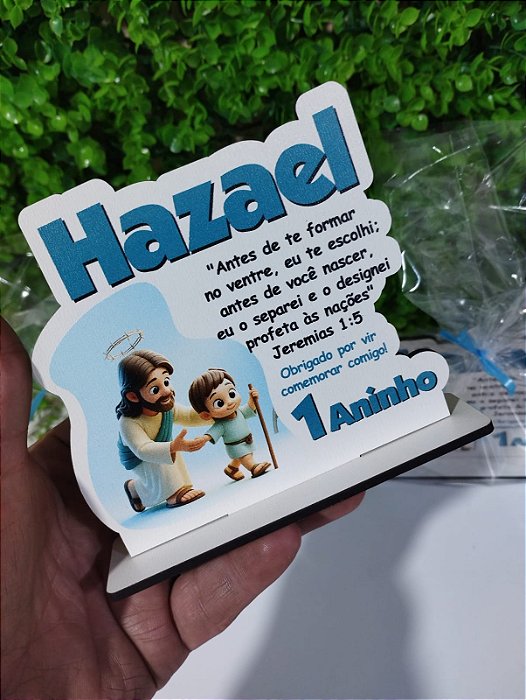 Hazael
"Antes de te formar
no ventre, eu te escolhi;
antes de você nascer,
eu o separei e o designei
profeta às nações"
Jeremias 1:5
Obrigado por vir
comemorar comigo!
1 Aninho